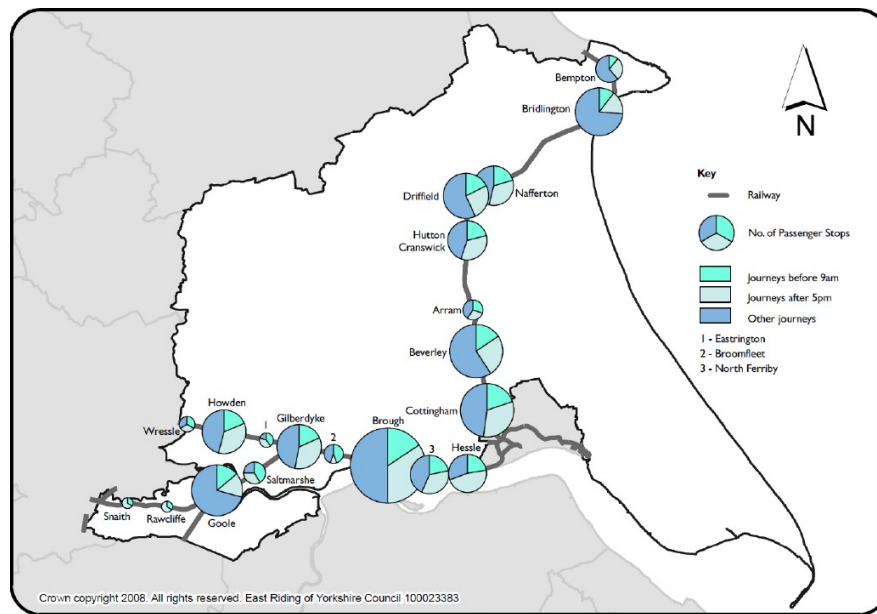 Bempton
Bridlington
N
Key
Railway
No. of Passenger Stops
Journeys before 9am
Journeys after 5pm
Other journeys
1 - Eastrington
2 - Broomfleet
3 - North Ferriby
Driffield
Nafferton
Hutton
Cranswick
Arram
Beverley
Cottingham
Howden
Wressle
1
Gilberdyke
2
Brough
3
Hessle
Saltmarshe
Snaith
Rawcliffe
Goole
Crown copyright 2008. All rights reserved. East Riding of Yorkshire Council 100023383